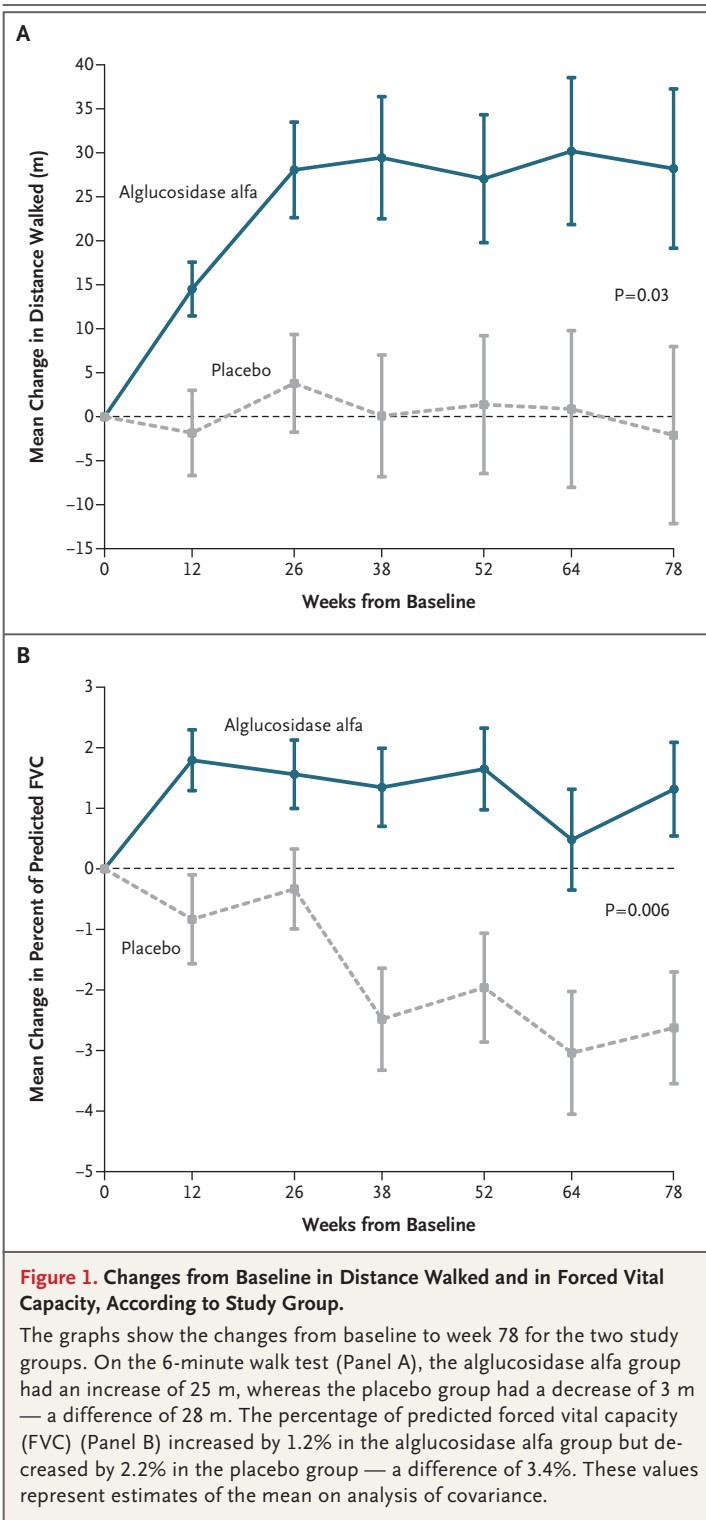 A
Mean Change in Distance Walked (m)
40
35
30
25
20
15
10
5
0
−5
−10
−15
Alglucosidase alfa
Placebo
P=0.03
0 12 26 38 52 64 78
Weeks from Baseline
B
Mean Change in Percent of Predicted FVC
3
2
1
0
−1
−2
−3
−4
−5
Alglucosidase alfa
Placebo
P=0.006
0 12 26 38 52 64 78
Weeks from Baseline
Figure 1. Changes from Baseline in Distance Walked and in Forced Vital
Capacity, According to Study Group.
The graphs show the changes from baseline to week 78 for the two study
groups. On the 6-minute walk test (Panel A), the alglucosidase alfa group
had an increase of 25 m, whereas the placebo group had a decrease of 3 m
— a difference of 28 m. The percentage of predicted forced vital capacity
(FVC) (Panel B) increased by 1.2% in the alglucosidase alfa group but de-
creased by 2.2% in the placebo group — a difference of 3.4%. These values
represent estimates of the mean on analysis of covariance.